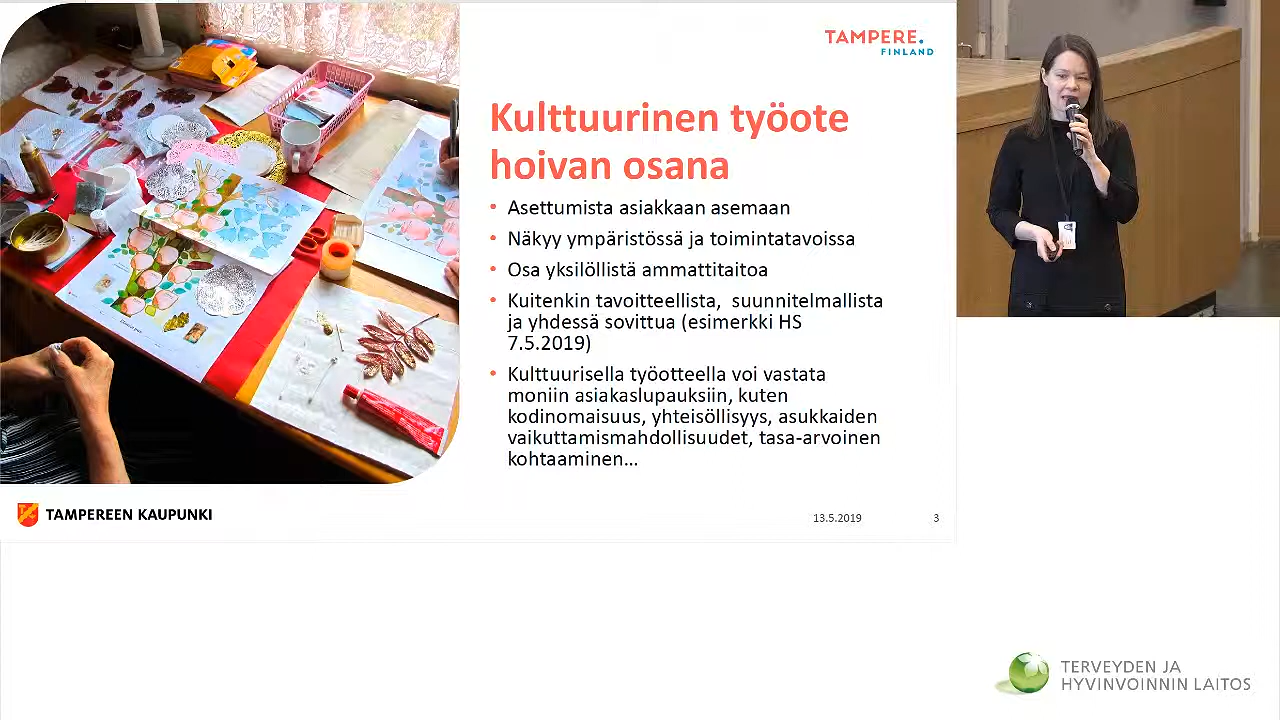 TAMPERE.
FINLAND
Kulttuurinen työote
hoivan osana
• Asettumista asiakkaan asemaan
• Näkyy ympäristössä ja toimintatavoissa
• Osa yksilöllistä ammattitaitoa
• Kuitenkin tavoitteellista, suunnitelmallista
ja yhdessä sovittua (esimerkki HS
7.5.2019)
• Kulttuurisella työotteella voi vastata
moniin asiakaslupauksiin, kuten
kodinomaisuus, yhteisöllisyys, asukkaiden
vaikuttamismahdollisuudet, tasa-arvoinen
kohtaaminen...
TAMPEREEN KAUPUNKI
13.5.2019
3
TERVEYDEN JA
HYVINVOINNIN LAITOS